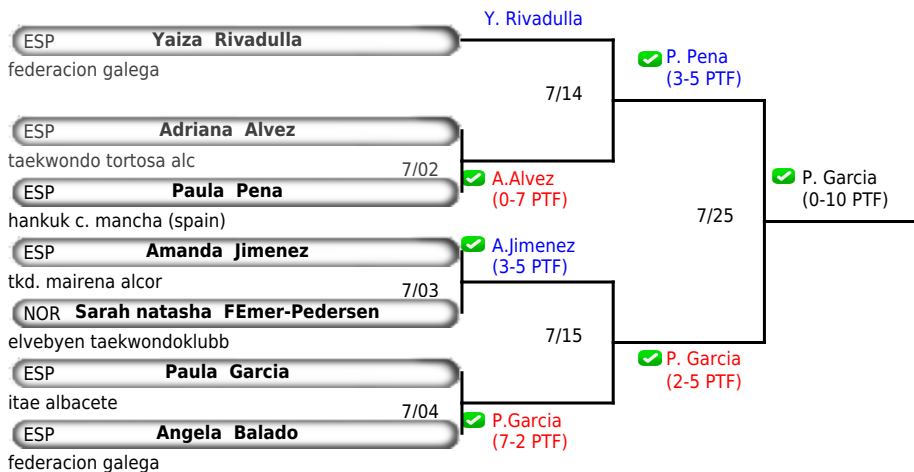 Y. Rivadulla
ESP Yaiza Rivadulla
federacion galega
P. Pena
(3-5 PTF)
7/14
ESP Adriana Alvez
taekwondo tortosa alc
7/02
ESP Paula Pena
hankuk c. mancha (spain)
A.Alvez
(0-7 PTF)
P. Garcia
(0-10 PTF)
7/25
ESP Amanda Jimenez
tkd. mairena alcor
A.Jimenez
(3-5 PTF)
7/03
NOR Sarah natasha FEmer-Pedersen
elvebyen taekwondoklubb
7/15
P. Garcia
(2-5 PTF)
ESP Paula Garcia
itae albacete
7/04
ESP Angela Balado
federacion galega
P.Garcia
(7-2 PTF)